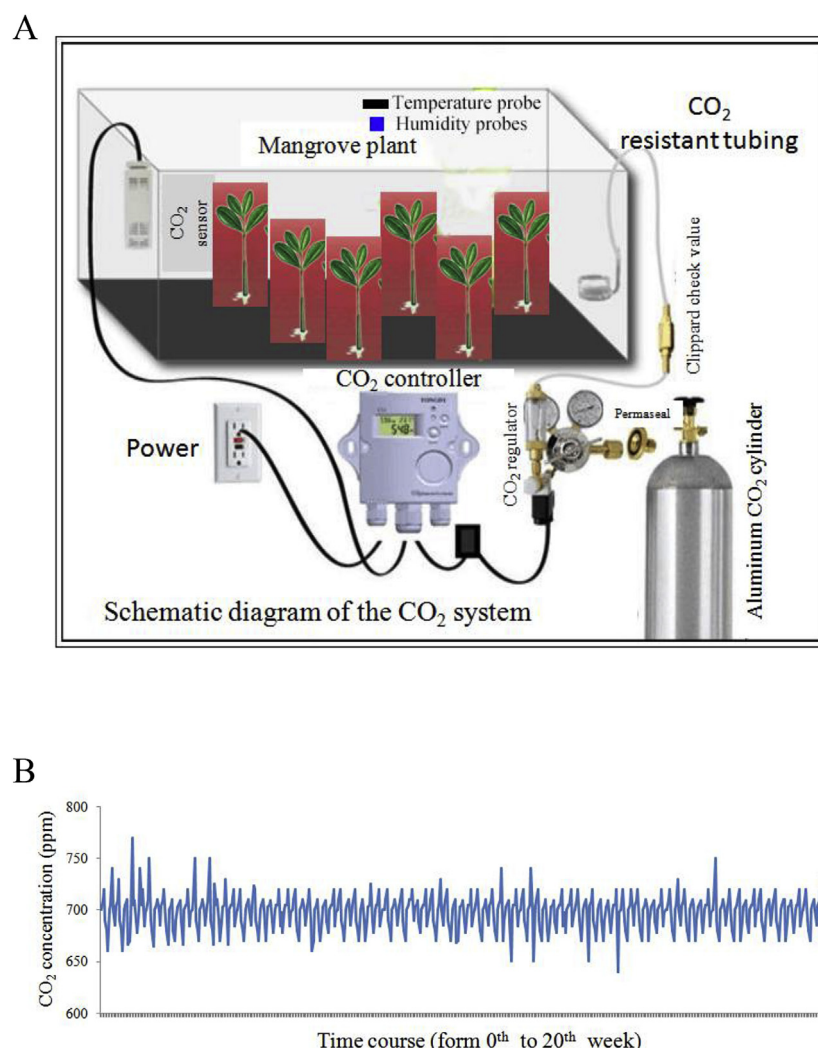 A
Temperature probe
Humidity probes
Mangrove plant
CO2
resistant tubing
CO2
sensor
Clippard check value
CO2 controller
Power
548
CO2 regulator
Permaseal
Aluminum CO2 cylinder
Schematic diagram of the CO2 system
B
CO2 concentration (ppm)
800
750
700
650
600
Time course (form 0th to 20th week)